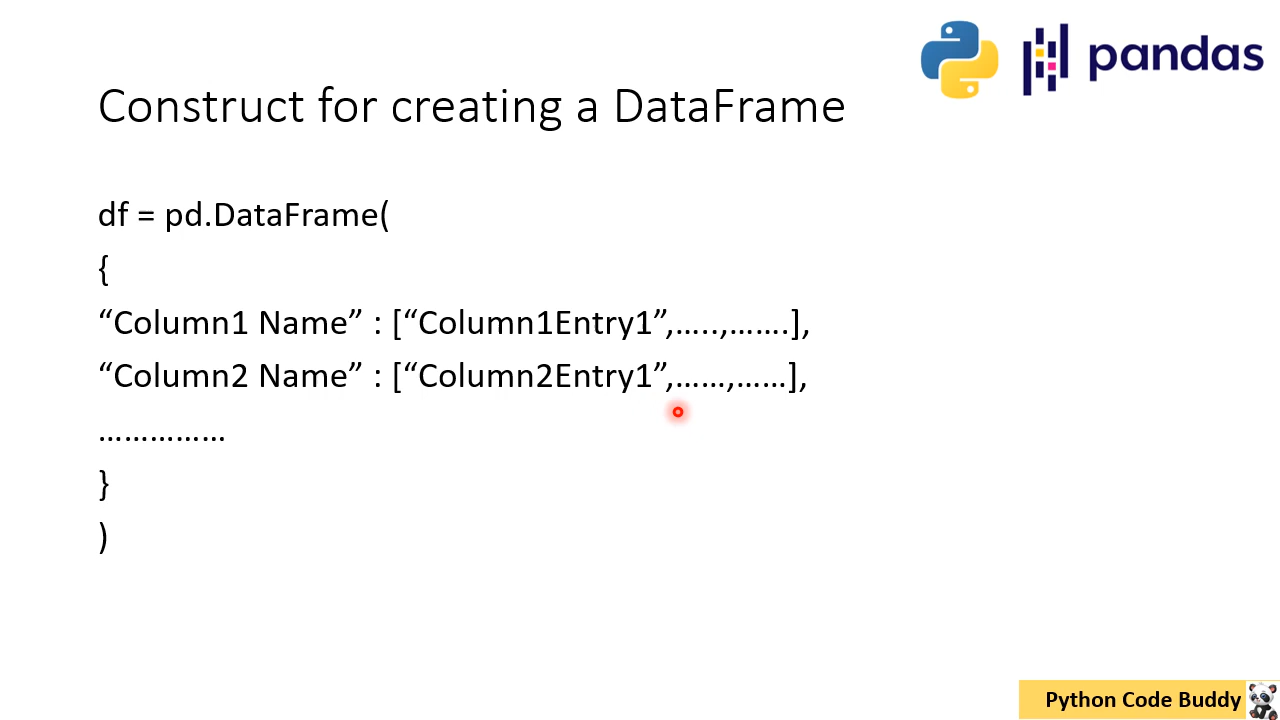 pandas
Construct for creating a DataFrame
df = pd.DataFrame(
{
“Column1 Name” : [“Column1Entry1”,…..,…….],
“Column2 Name” : [“Column2Entry1”,……,……],
……………
}
)
Python Code Buddy